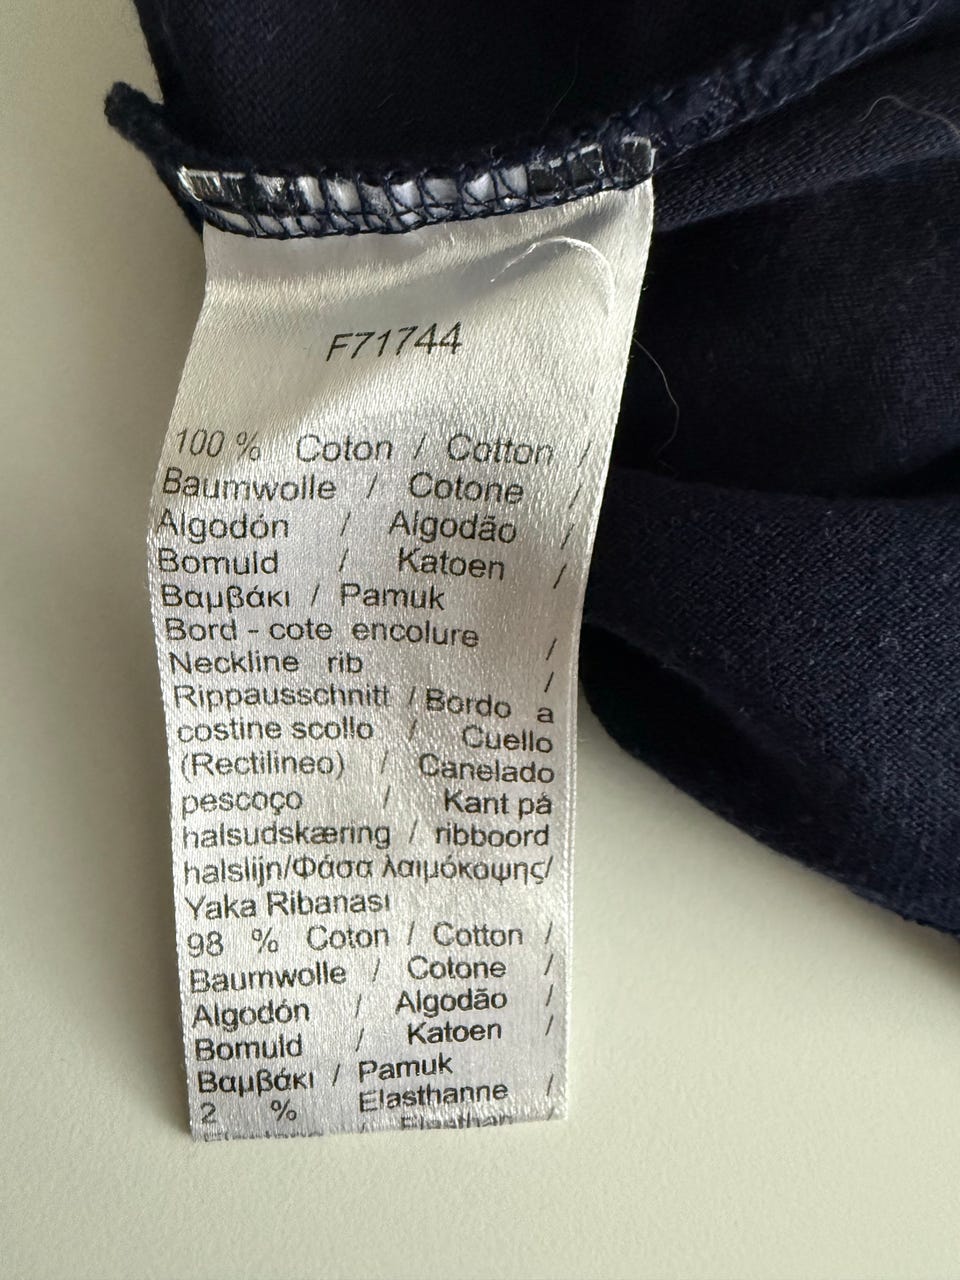 F71744
100 % Coton / Cotton /
Baumwolle / Cotone /
Algodón / Algodão /
Bomuld / Katoen /
Βαμβάκι / Pamuk
Bord - cote encolure /
Neckline rib /
Rippausschnitt / Bordo a
costine scollo / Cuello
(Rectilineo) / Canelado
pescoço / Kant pá
halsudskæring / ribboord
halslijn/Φάσα λαιμόκοψης/
Yaka Ribanası
98 % Coton / Cotton /
Baumwolle / Cotone /
Algodón / Algodão /
Bomuld / Katoen /
Βαμβάκι / Pamuk
2 % Elasthanne /